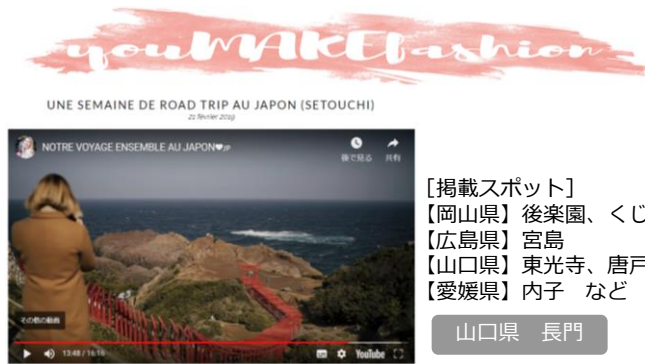 youMAKEfashion
UNE SEMAINE DE ROAD TRIP AU JAPON (SETOUCHI)
21 février 2019
NOTRE VOYAGE ENSEMBLE AU JAPON
後で見る 共有
[掲載スポット]
【岡山県】後楽園、くじ
【広島県】宮島
【山口県】東光寺、唐戸
【愛媛県】内子 など
その他の動画
山口県 長門
13:48 / 16:16
YouTube